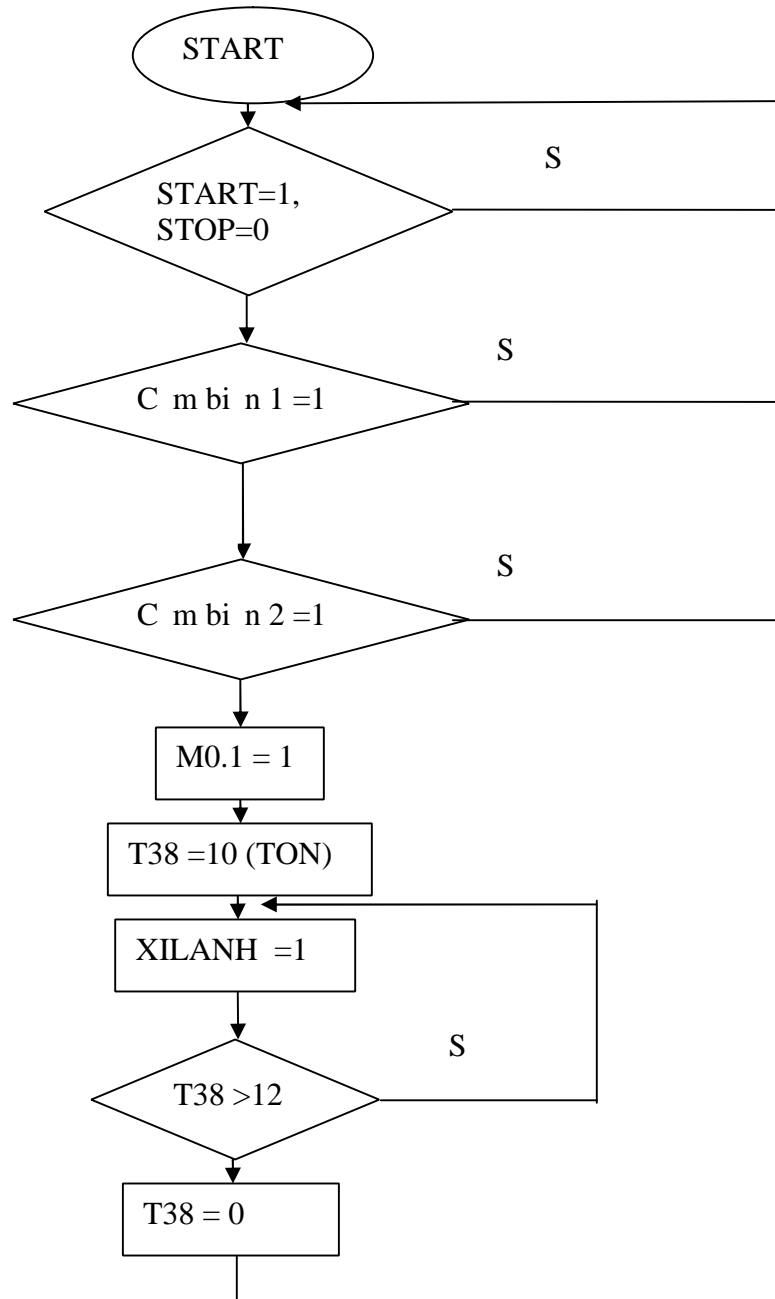 START
S
START=1,
STOP=0
S
C m bi n 1 =1
S
C m bi n 2 =1
M0.1 = 1
T38 =10 (TON)
XILANH =1
S
T38 >12
T38 = 0